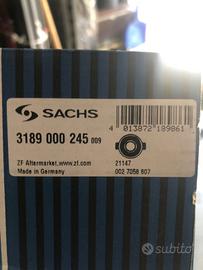 SACHS
4 013872 189861
3189 000 245 009
ZF Aftermarket,www.zf.com
Made in Germany
21147
002 7058 607
subito